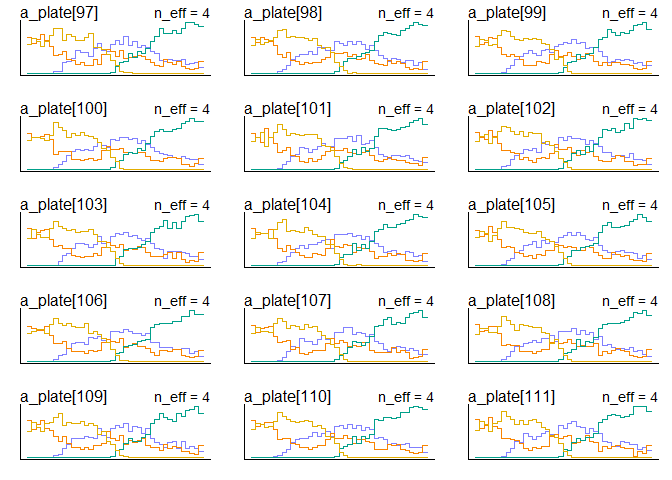 a_plate[97] n_eff = 4 a_plate[98] n_eff = 4 a_plate[99] n_eff = 4
a_plate[100] n_eff = 4 a_plate[101] n_eff = 4 a_plate[102] n_eff = 4
a_plate[103] n_eff = 4 a_plate[104] n_eff = 4 a_plate[105] n_eff = 4
a_plate[106] n_eff = 4 a_plate[107] n_eff = 4 a_plate[108] n_eff = 4
a_plate[109] n_eff = 4 a_plate[110] n_eff = 4 a_plate[111] n_eff = 4